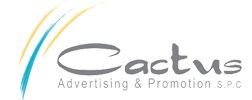 Cactus
Advertising & Promotion S.P.C